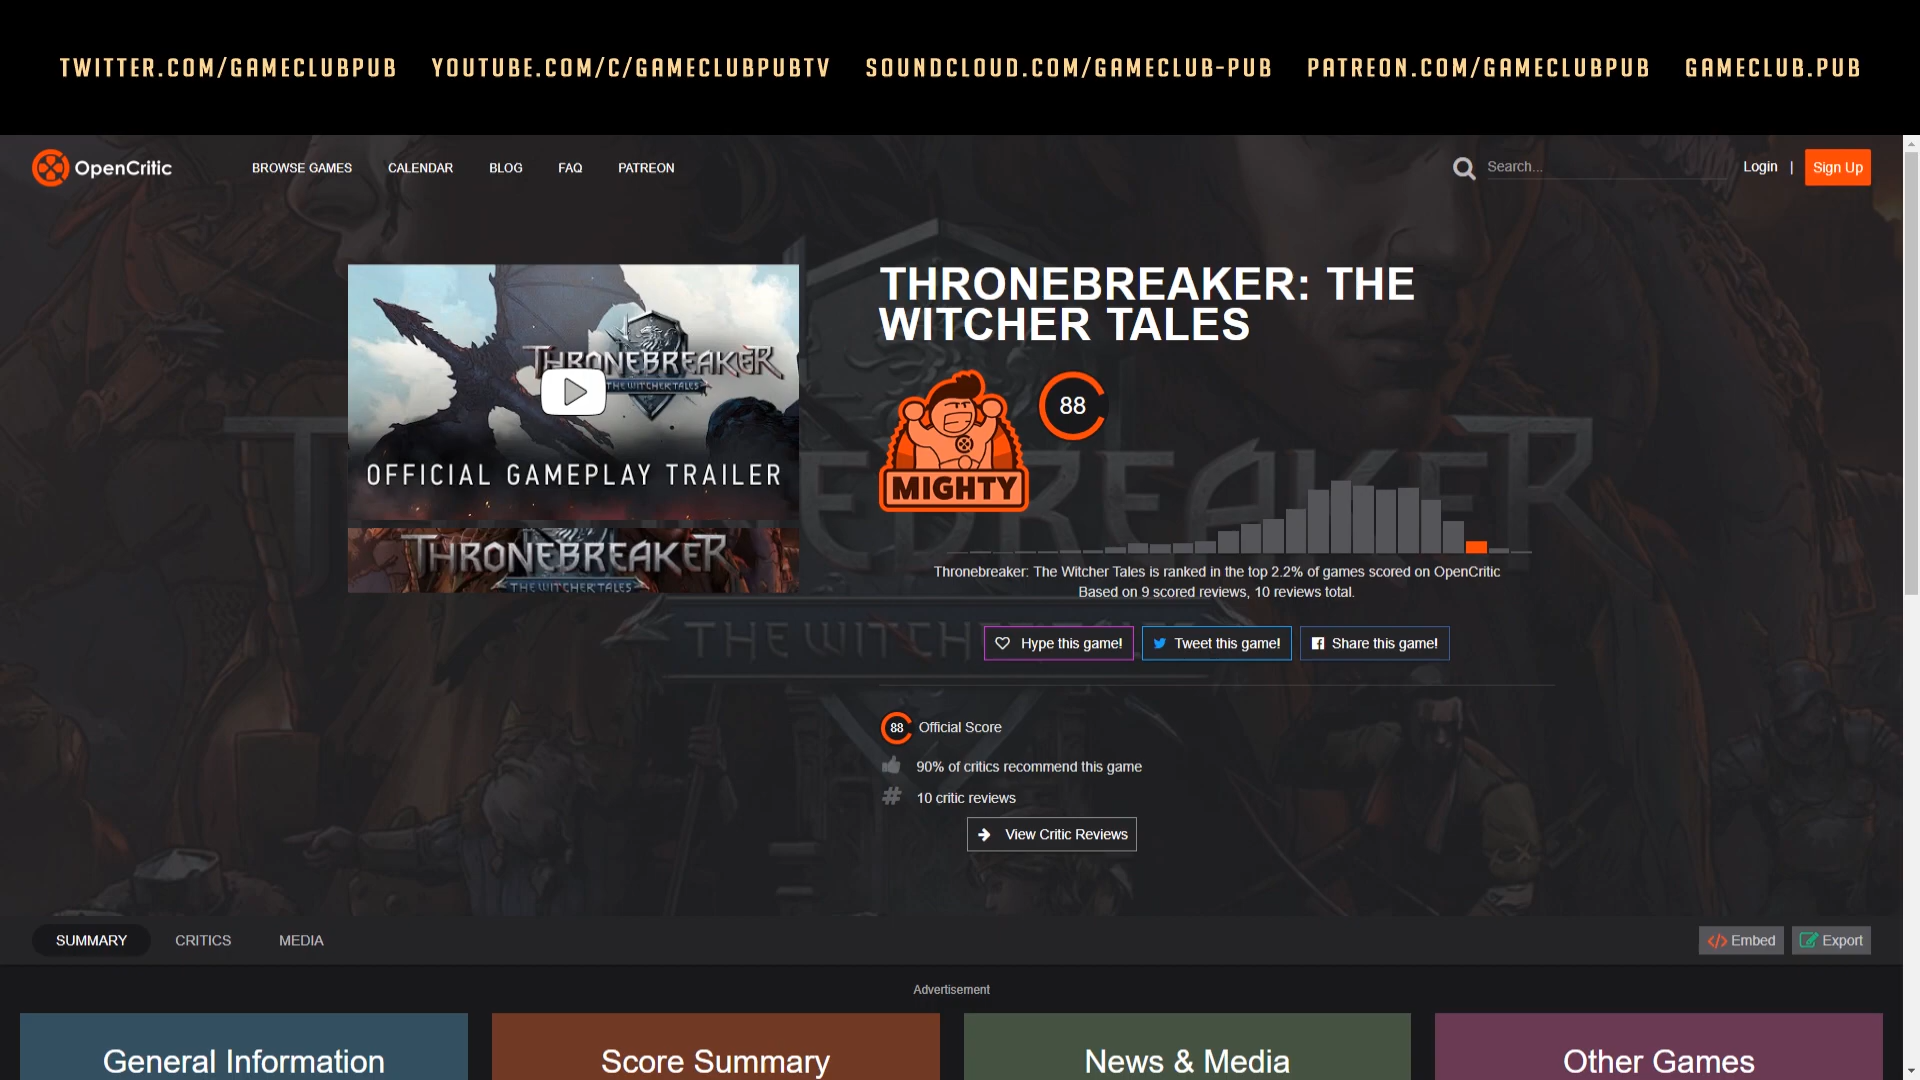 TWITTER.COM/GAMECLUBPUB YOUTUBE.COM/C/GAMECLUBPUBTV SOUNDCLOUD.COM/GAMECLUB-PUB PATREON.COM/GAMECLUBPUB GAMECLUB.PUB
OpenCritic BROWSE GAMES CALENDAR BLOG FAQ PATREON Search... Login | Sign Up
THRONEBREAKER: THE
WITCHER TALES
THRONEBREAKER
THE WITCHER TALES
OFFICIAL GAMEPLAY TRAILER
88
MIGHTY
THRONEBREAKER
THE WITCHER TALES
Thronebreaker: The Witcher Tales is ranked in the top 2.2% of games scored on OpenCritic
Based on 9 scored reviews, 10 reviews total.
Hype this game! Tweet this game! Share this game!
88 Official Score
90% of critics recommend this game
# 10 critic reviews
View Critic Reviews
SUMMARY CRITICS MEDIA </> Embed Export
Advertisement
General Information Score Summary News & Media Other Games